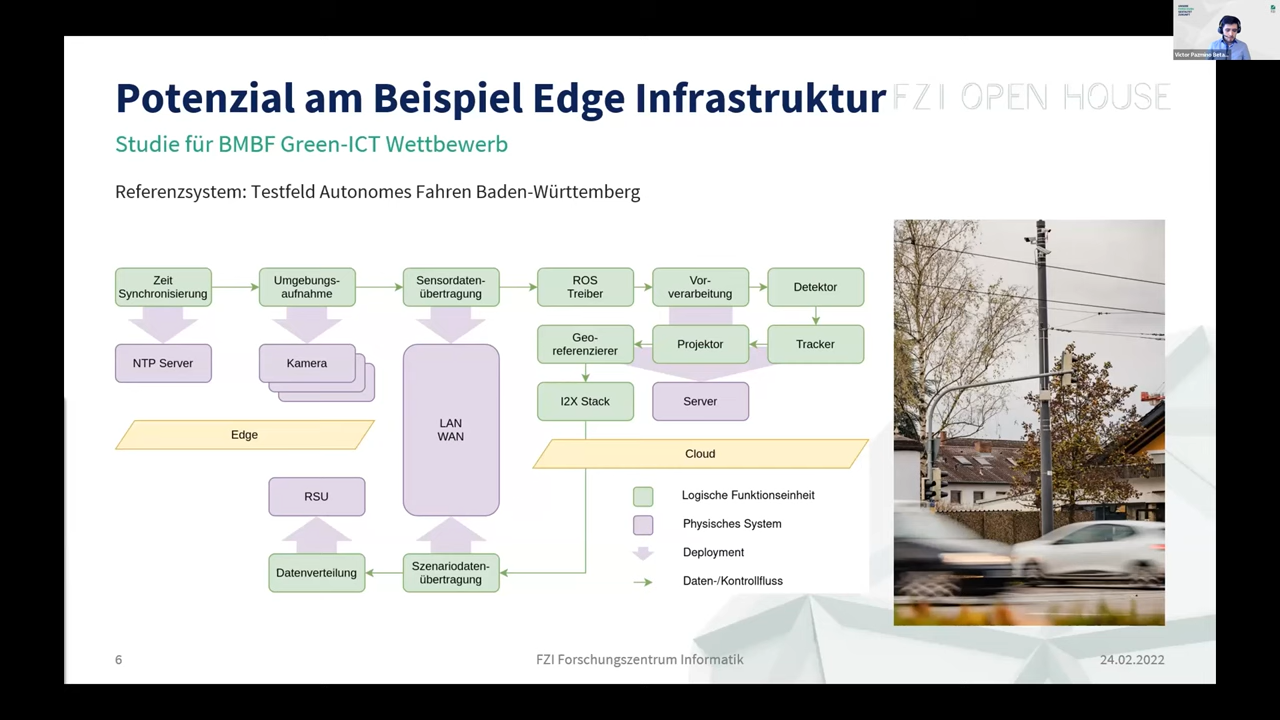 Potenzial am Beispiel Edge Infrastruktur
FZI OPEN HOUSE
Studie für BMBF Green-ICT Wettbewerb
Referenzsystem: Testfeld Autonomes Fahren Baden-Württemberg
Zeit
Synchronisierung
Umgebungs-
aufnahme
Sensordaten-
übertragung
ROS
Treiber
Vor-
verarbeitung
Detektor
Geo-
referenzierer
Projektor
Tracker
NTP Server
Kamera
LAN
WAN
I2X Stack
Server
Edge
Cloud
RSU
Datenverteilung
Szenariodaten-
übertragung
Logische Funktionseinheit
Physisches System
Deployment
Daten-/Kontrollfluss
6
FZI Forschungszentrum Informatik
24.02.2022